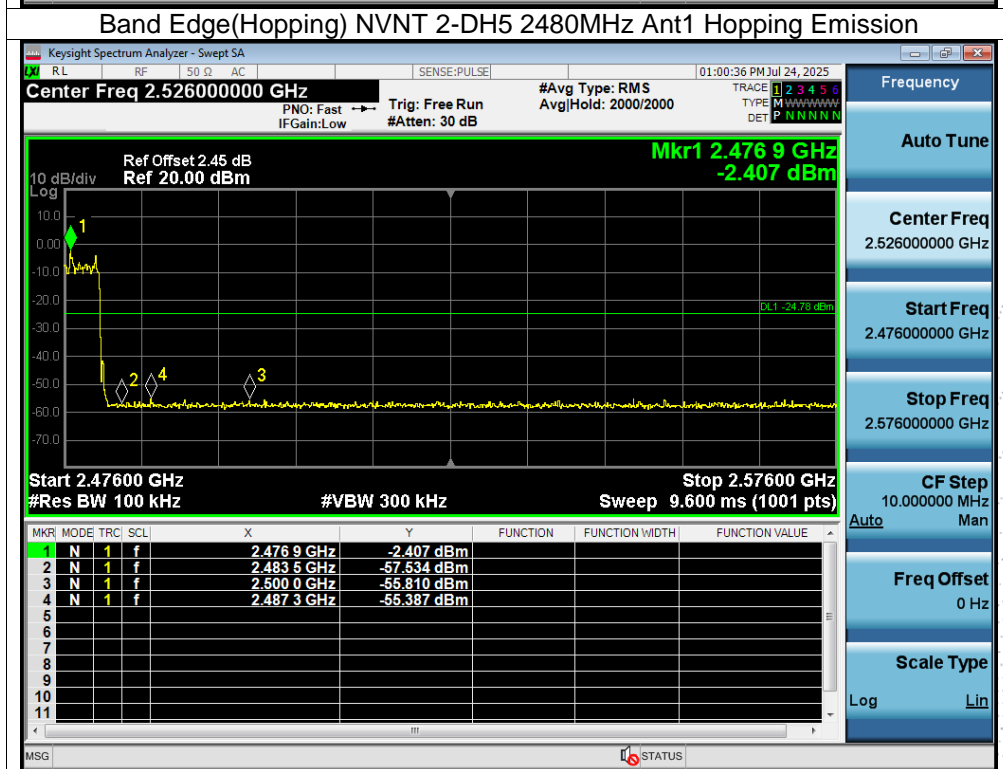 Band Edge(Hopping) NVNT 2-DH5 2480MHz Ant1 Hopping Emission
Keysight Spectrum Analyzer - Swept SA
LXI RL RF 50 Ω AC SENSE:PULSE 01:00:36 PM Jul 24, 2025
Center Freq 2.526000000 GHz #Avg Type: RMS TRACE 1 2 3 4 5 6
PNO: Fast Trig: Free Run Avg|Hold: 2000/2000 TYPE M WWWWW
IFGain:Low #Atten: 30 dB DET P N N N N N
Frequency
Auto Tune
Center Freq
2.526000000 GHz
Start Freq
2.476000000 GHz
Stop Freq
2.576000000 GHz
CF Step
10.000000 MHz
Auto Man
Freq Offset
0 Hz
Scale Type
Log Lin
Mkr1 2.476 9 GHz
-2.407 dBm
Ref Offset 2.45 dB
10 dB/div Ref 20.00 dBm
Log
10.0
0.00
-10.0
-20.0
-30.0
-40.0
-50.0
-60.0
-70.0
1
2 4 3
DL1 -24.78 dBm
Start 2.47600 GHz Stop 2.57600 GHz
#Res BW 100 kHz #VBW 300 kHz Sweep 9.600 ms (1001 pts)
MKR MODE TRC SCL X Y FUNCTION FUNCTION WIDTH FUNCTION VALUE
1 N 1 f 2.476 9 GHz -2.407 dBm
2 N 1 f 2.483 5 GHz -57.534 dBm
3 N 1 f 2.500 0 GHz -55.810 dBm
4 N 1 f 2.487 3 GHz -55.387 dBm
5
6
7
8
9
10
11
MSG STATUS